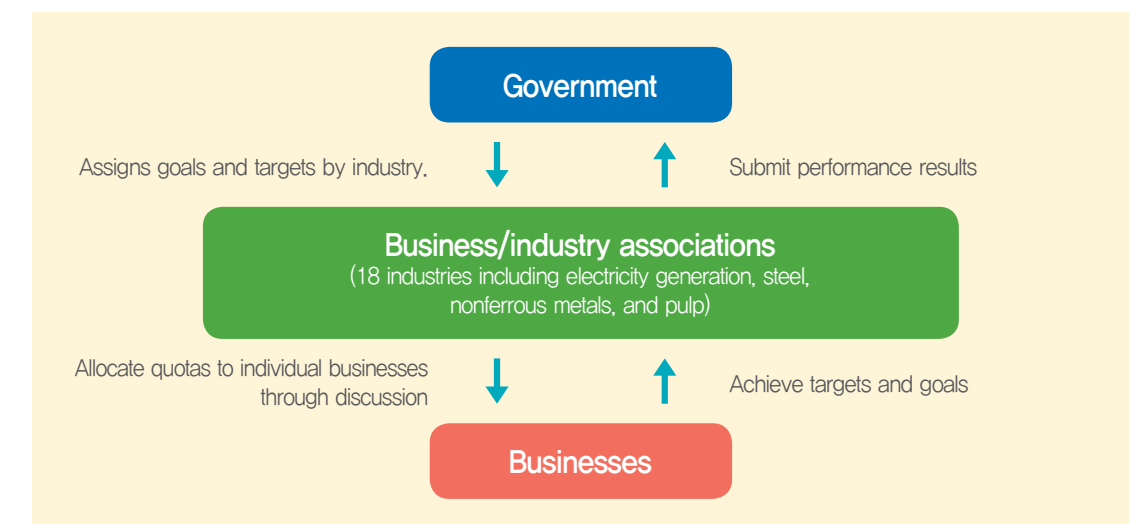 Government
Assigns goals and targets by industry.
Submit performance results
Business/industry associations
(18 industries including electricity generation, steel,
nonferrous metals, and pulp)
Allocate quotas to individual businesses
through discussion
Achieve targets and goals
Businesses